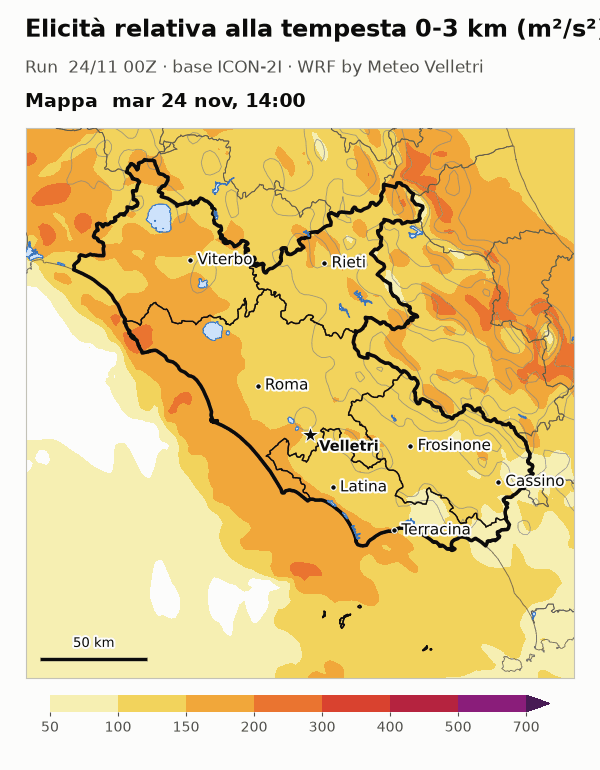 Elicità relativa alla tempesta 0-3 km (m²/s²)
Run 24/11 00Z · base ICON-2I · WRF by Meteo Velletri
Mappa mar 24 nov, 14:00
Viterbo
Rieti
Roma
Velletri
Frosinone
Latina
Cassino
Terracina
50 km
50 100 150 200 300 400 500 700